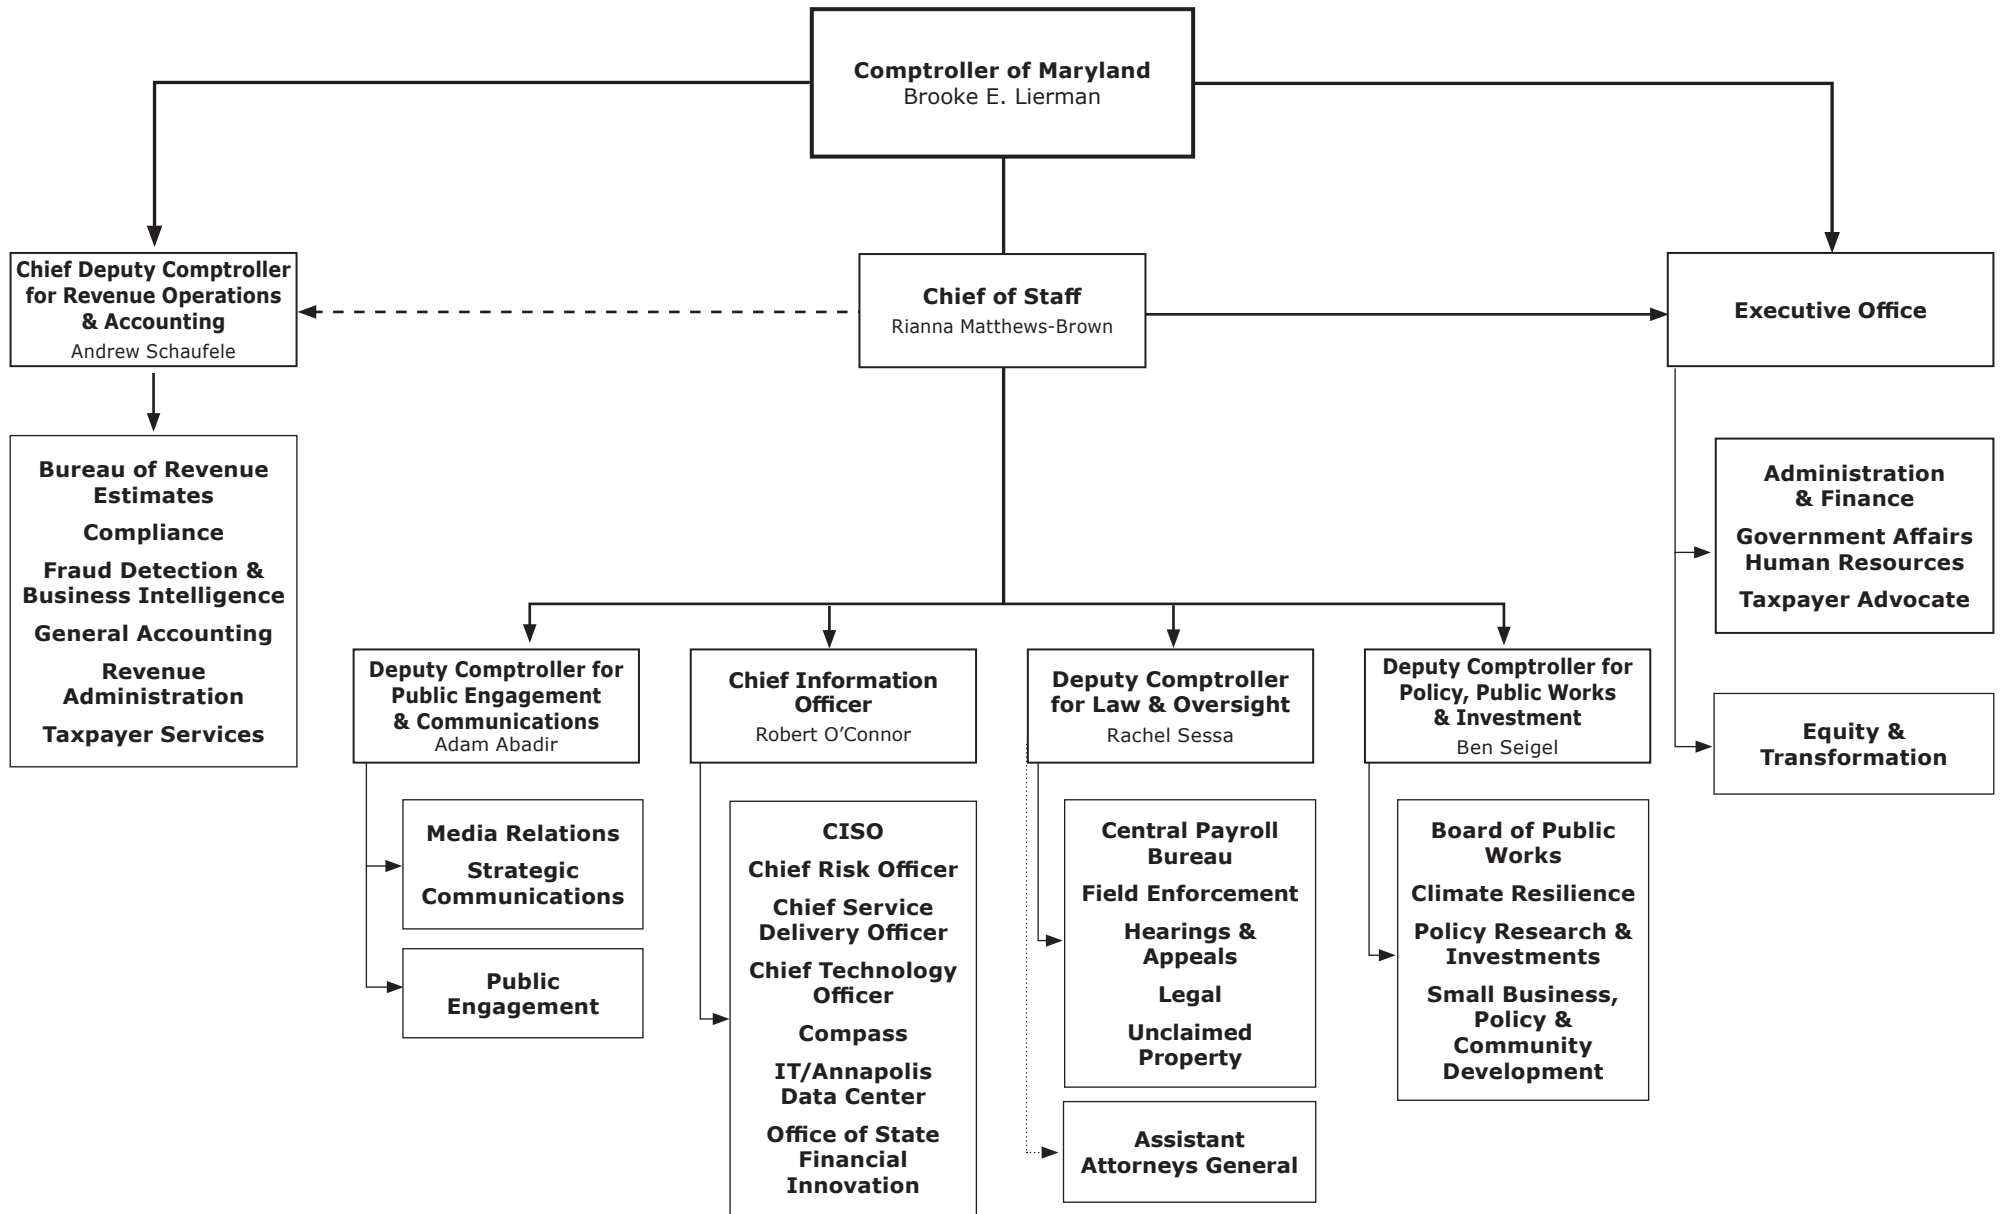 Comptroller of Maryland
Brooke E. Lierman
Chief Deputy Comptroller
for Revenue Operations
& Accounting
Andrew Schaufele
Chief of Staff
Rianna Matthews-Brown
Executive Office
Bureau of Revenue
Estimates
Compliance
Fraud Detection &
Business Intelligence
General Accounting
Revenue
Administration
Taxpayer Services
Administration
& Finance
Government Affairs
Human Resources
Taxpayer Advocate
Equity &
Transformation
Deputy Comptroller for
Public Engagement
& Communications
Adam Abadir
Media Relations
Strategic
Communications
Public
Engagement
Chief Information
Officer
Robert O’Connor
CISO
Chief Risk Officer
Chief Service
Delivery Officer
Chief Technology
Officer
Compass
IT/Annapolis
Data Center
Office of State
Financial
Innovation
Deputy Comptroller
for Law & Oversight
Rachel Sessa
Central Payroll
Bureau
Field Enforcement
Hearings &
Appeals
Legal
Unclaimed
Property
Assistant
Attorneys General
Deputy Comptroller for
Policy, Public Works
& Investment
Ben Seigel
Board of Public
Works
Climate Resilience
Policy Research &
Investments
Small Business,
Policy &
Community
Development